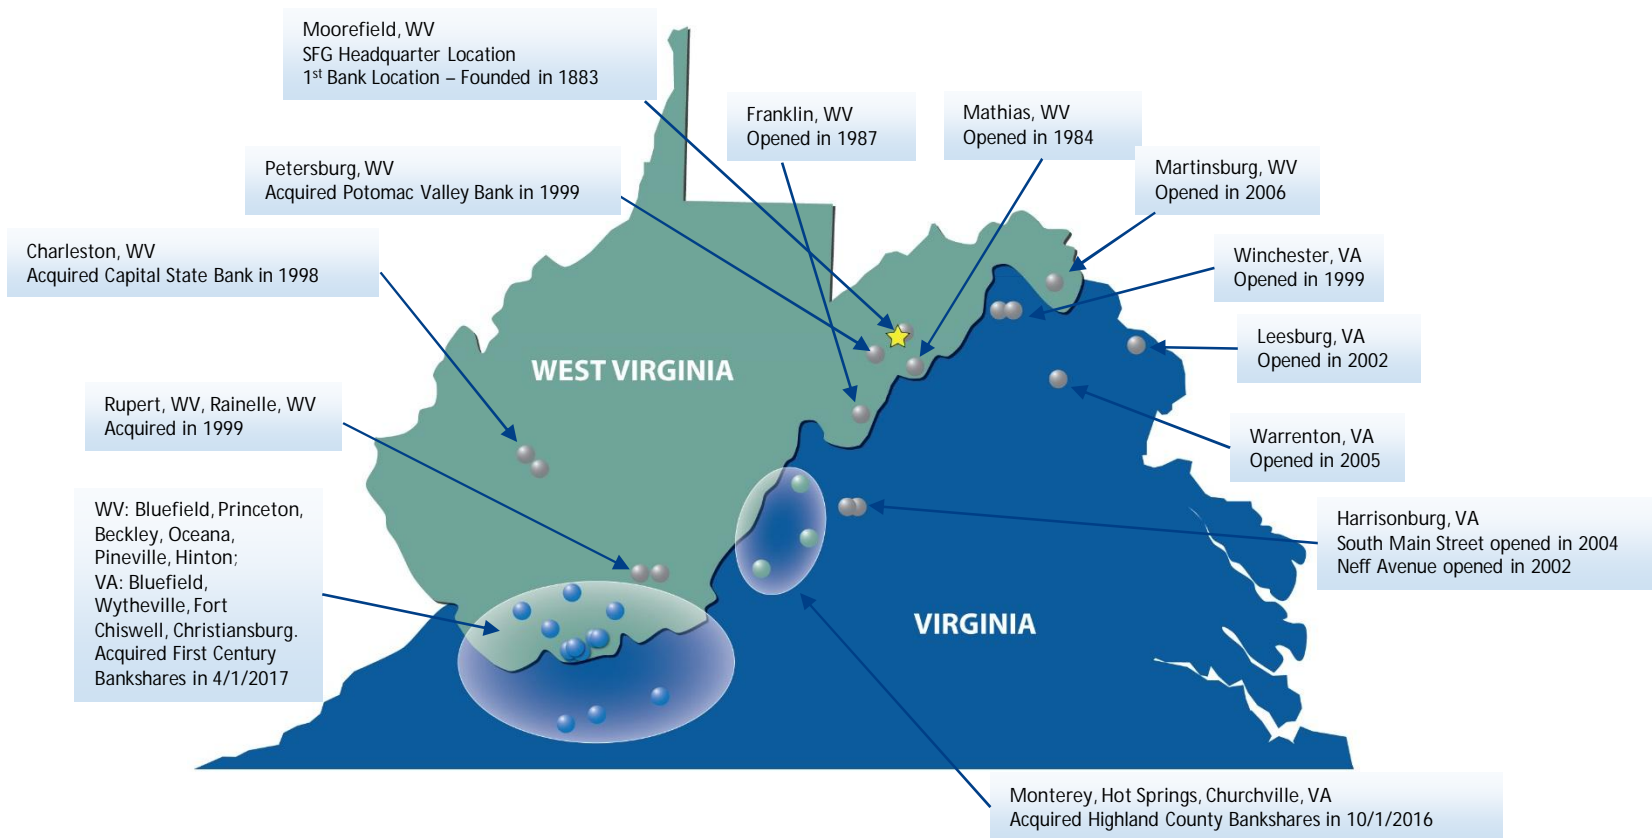 Moorefield, WV
SFG Headquarter Location
1st Bank Location – Founded in 1883
Franklin, WV
Opened in 1987
Mathias, WV
Opened in 1984
Petersburg, WV
Acquired Potomac Valley Bank in 1999
Martinsburg, WV
Opened in 2006
Charleston, WV
Acquired Capital State Bank in 1998
Winchester, VA
Opened in 1999
Leesburg, VA
Opened in 2002
WEST VIRGINIA
Rupert, WV, Rainelle, WV
Acquired in 1999
Warrenton, VA
Opened in 2005
WV: Bluefield, Princeton,
Beckley, Oceana,
Pineville, Hinton;
VA: Bluefield,
Wytheville, Fort
Chiswell, Christiansburg.
Acquired First Century
Bankshares in 4/1/2017
Harrisonburg, VA
South Main Street opened in 2004
Neff Avenue opened in 2002
VIRGINIA
Monterey, Hot Springs, Churchville, VA
Acquired Highland County Bankshares in 10/1/2016